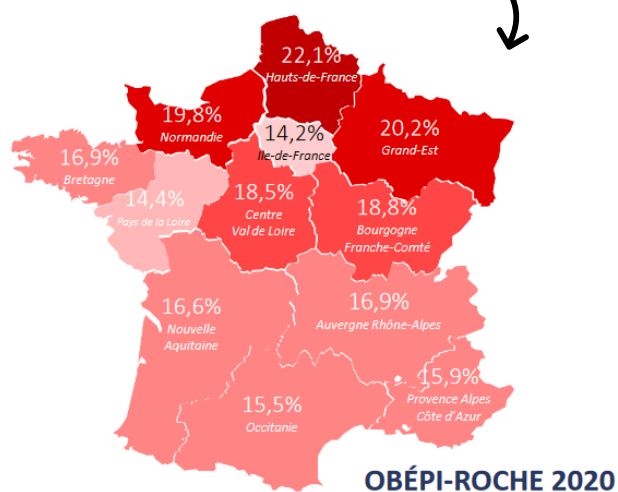 22,1%
Hauts-de-France
19,8%
Normandie
14,2%
Ile-de-France
20,2%
Grand-Est
16,9%
Bretagne
14,4%
Pays de la Loire
18,5%
Centre
Val de Loire
18,8%
Bourgogne
Franche-Comté
16,6%
Nouvelle
Aquitaine
16,9%
Auvergne Rhône-Alpes
15,9%
Provence Alpes
Côte d'Azur
15,5%
Occitanie
OBÉPI-ROCHE 2020